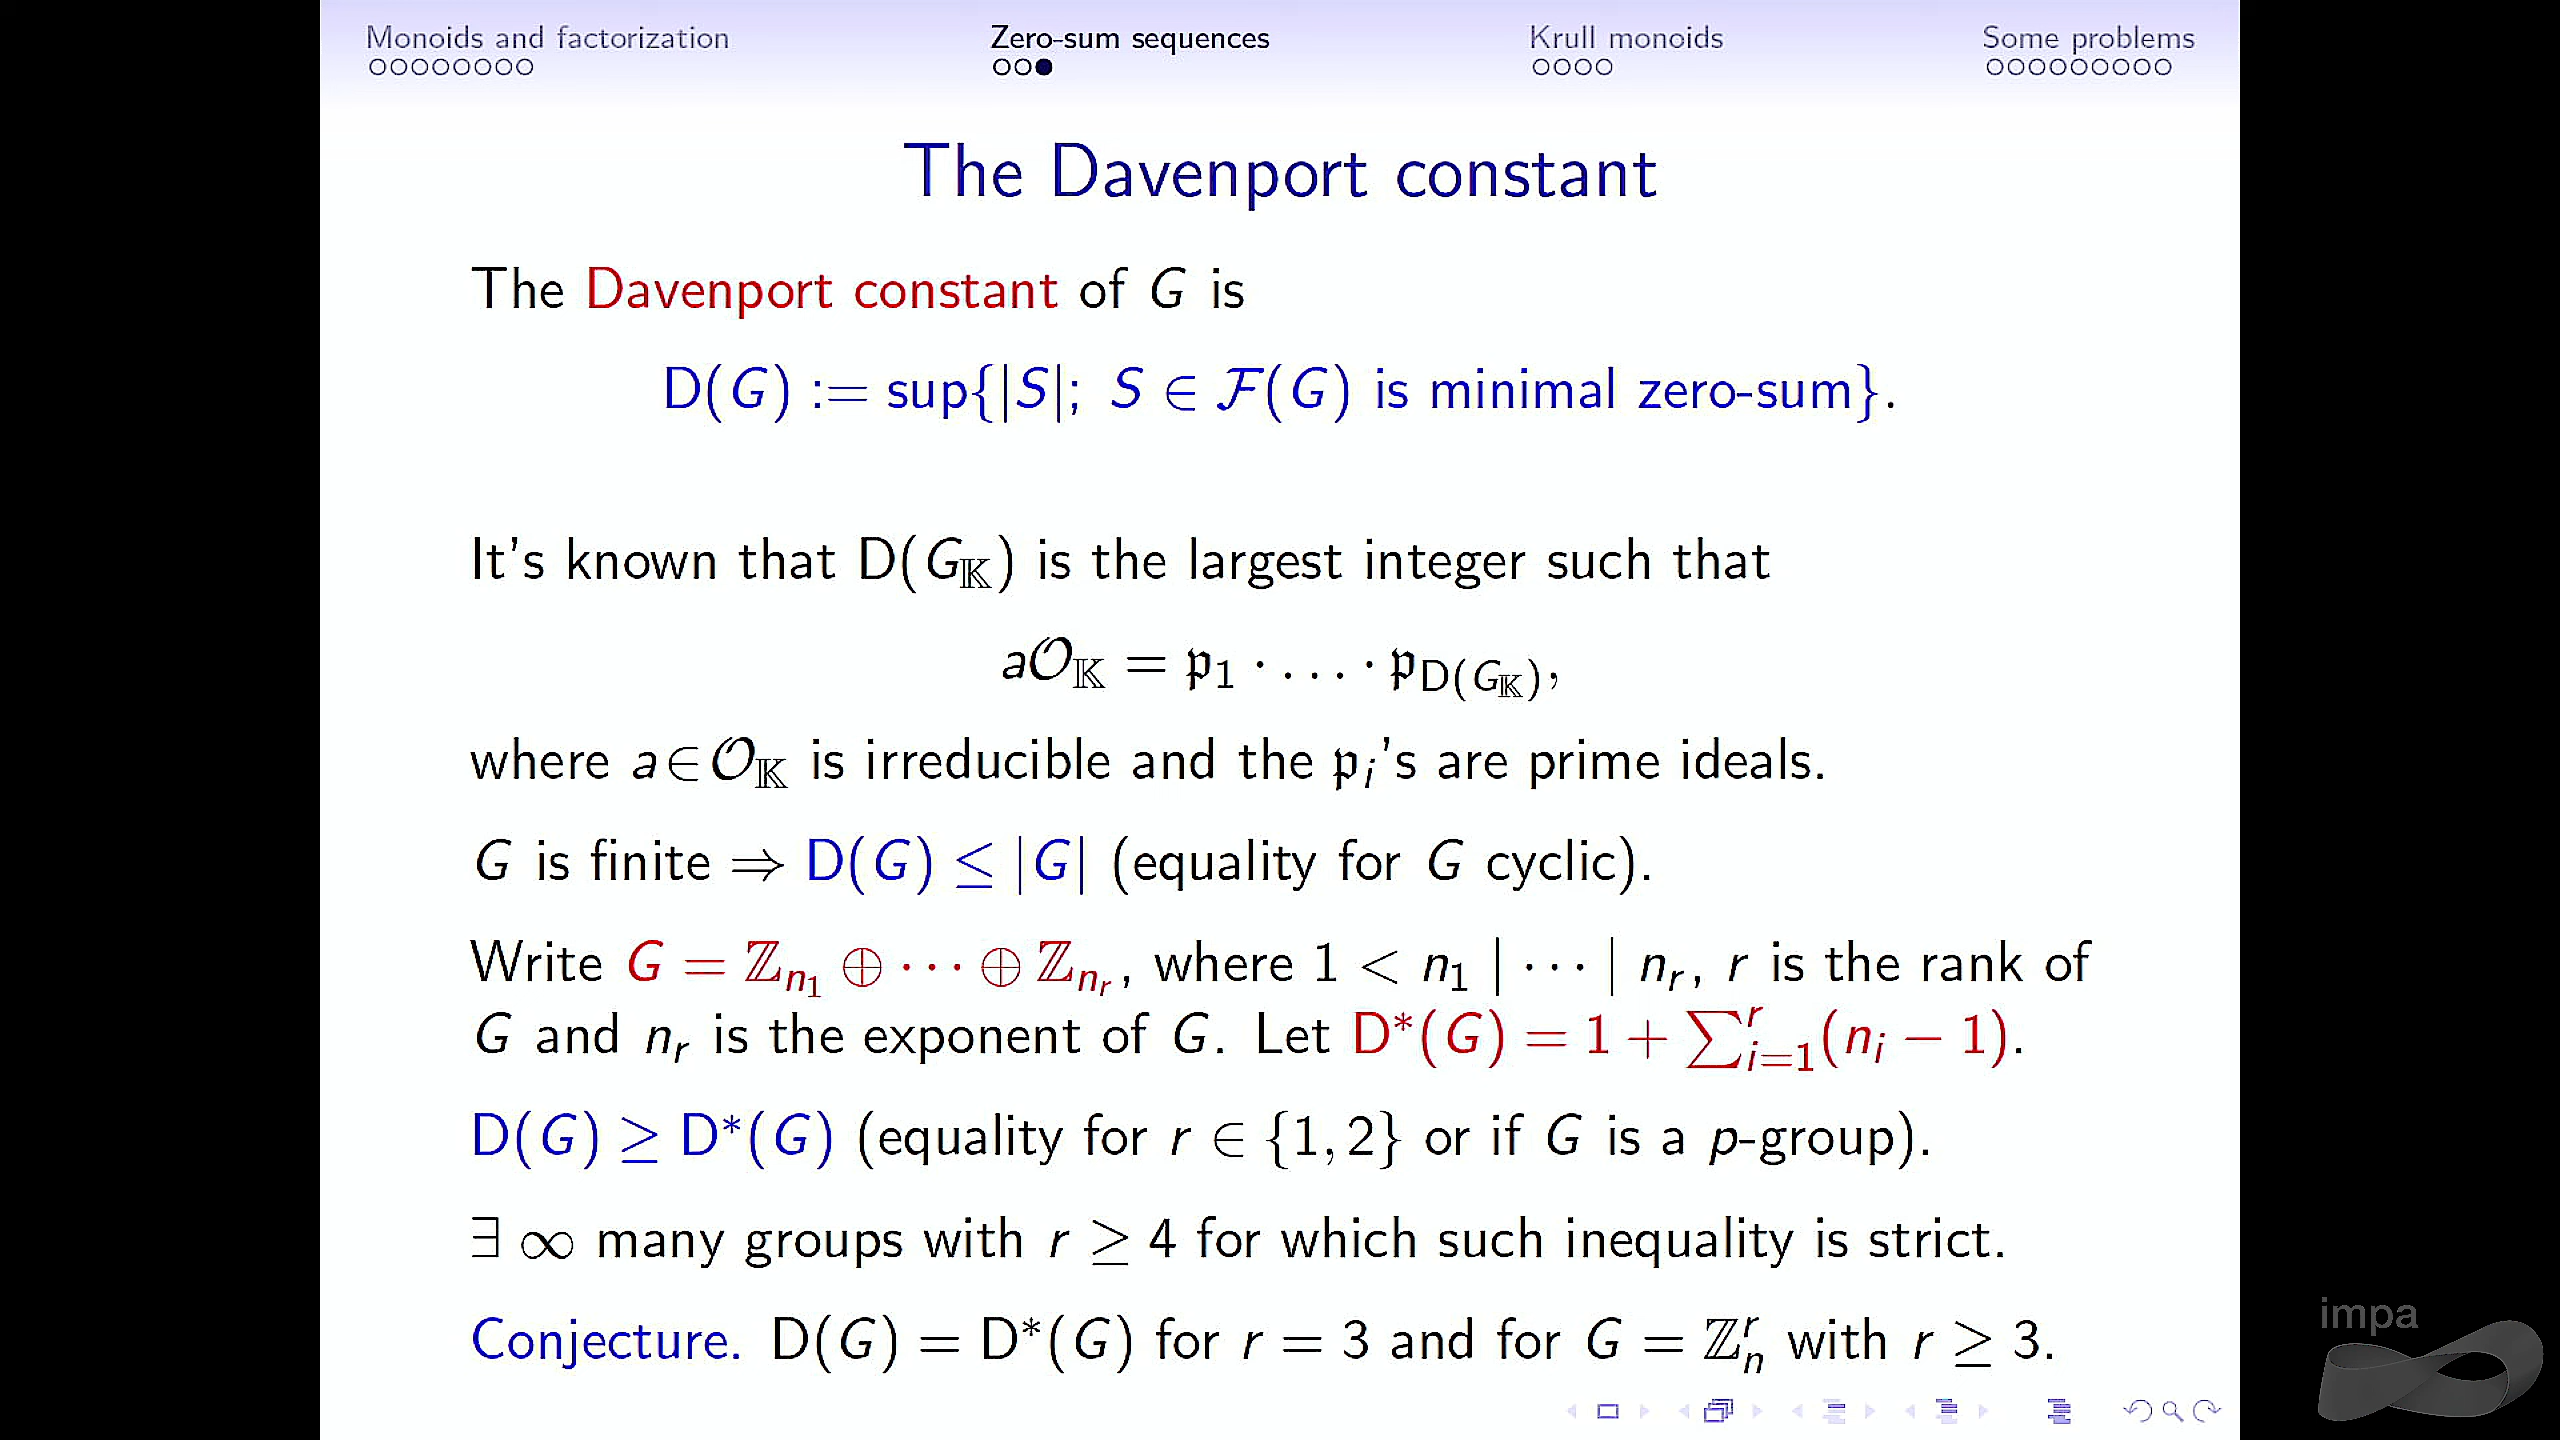 Monoids and factorization Zero-sum sequences Krull monoids Some problems
The Davenport constant
The Davenport constant of G is
D(G) := sup{|S|; S ∈ ℱ(G) is minimal zero-sum}.
It's known that D(G_𝕂) is the largest integer such that
a𝒪_𝕂 = 𝔭₁ · … · 𝔭_{D(G_𝕂)},
where a ∈ 𝒪_𝕂 is irreducible and the 𝔭ᵢ's are prime ideals.
G is finite ⇒ D(G) ≤ |G| (equality for G cyclic).
Write G = ℤ_{n₁} ⊕ ⋯ ⊕ ℤ_{n_r}, where 1 < n₁ | ⋯ | n_r, r is the rank of
G and n_r is the exponent of G. Let D*(G) = 1 + ∑_{i=1}^{r}(n_i − 1).
D(G) ≥ D*(G) (equality for r ∈ {1, 2} or if G is a p-group).
∃ ∞ many groups with r ≥ 4 for which such inequality is strict.
Conjecture. D(G) = D*(G) for r = 3 and for G = ℤ_n^r with r ≥ 3.
impa